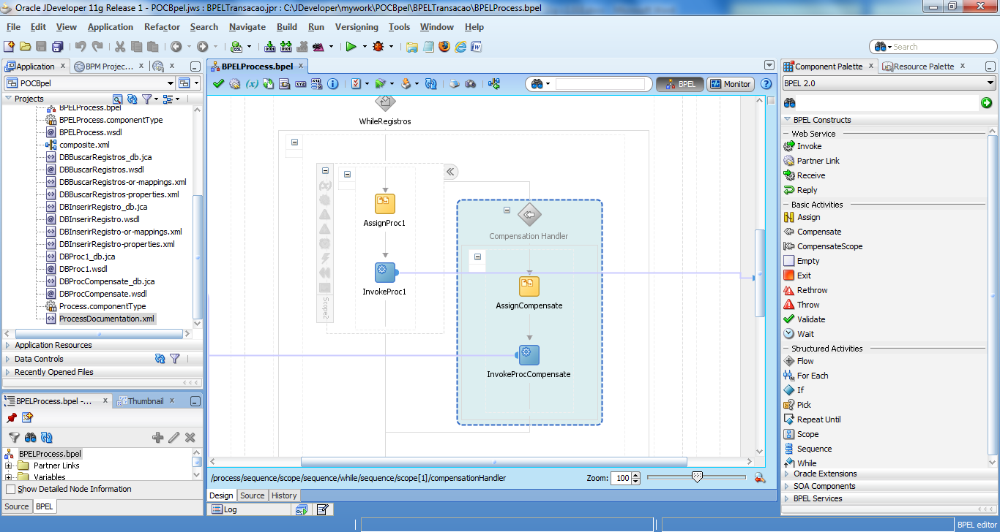 Oracle JDeveloper 11g Release 1 - POCBpel.jws : BPELTransacao.jpr : C:\JDeveloper\mywork\POCBpel\BPELTransacao\BPELProcess.bpel
File Edit View Application Refactor Search Navigate Build Run Versioning Tools Window Help
Search
Application
BPM Projec...
POCBpel
Projects
BPELProcess.bpel
BPELProcess.componentType
BPELProcess.wsdl
composite.xml
DBBuscarRegistros_db.jca
DBBuscarRegistros.wsdl
DBBuscarRegistros-or-mappings.xml
DBBuscarRegistros-properties.xml
DBInserirRegistro_db.jca
DBInserirRegistro.wsdl
DBInserirRegistro-or-mappings.xml
DBInserirRegistro-properties.xml
DBProc1_db.jca
DBProc1.wsdl
DBProcCompensate_db.jca
DBProcCompensate.wsdl
Process.componentType
ProcessDocumentation.xml
Application Resources
Data Controls
Recently Opened Files
BPELProcess.bpel -...
Thumbnail
BPELProcess.bpel
Partner Links
Variables
Show Detailed Node Information
Source BPEL
BPELProcess.bpel
BPEL Monitor
WhileRegistros
AssignProc1
InvokeProc1
Scope2
Compensation Handler
AssignCompensate
InvokeProcCompensate
/process/sequence/scope/sequence/while/sequence/scope[1]/compensationHandler
Zoom: 100
Design Source History
Log
Component Palette
Resource Palette
BPEL 2.0
BPEL Constructs
Web Service
Invoke
Partner Link
Receive
Reply
Basic Activities
Assign
Compensate
CompensateScope
Empty
Exit
Rethrow
Throw
Validate
Wait
Structured Activities
Flow
For Each
If
Pick
Repeat Until
Scope
Sequence
While
Oracle Extensions
SOA Components
BPEL Services
BPEL editor